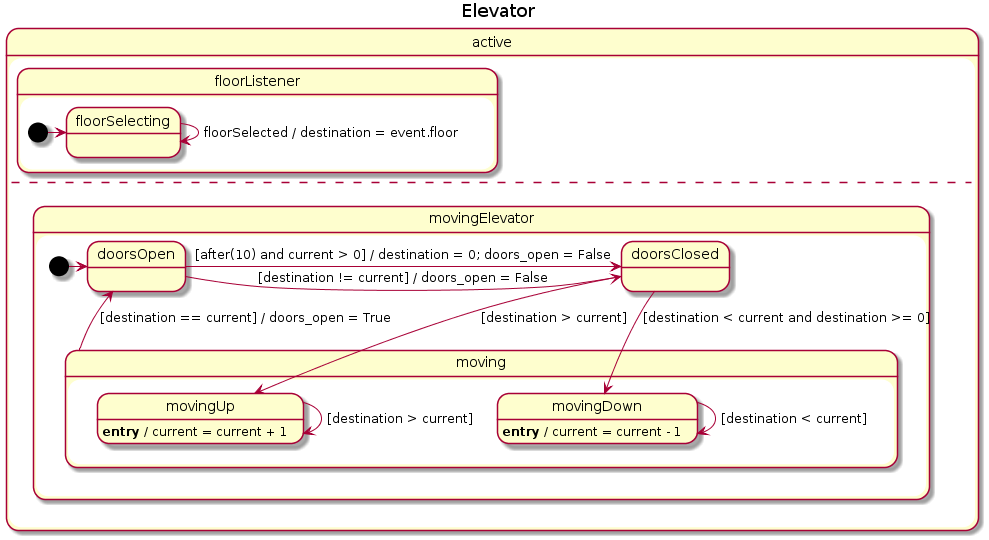 Elevator
active
floorListener
floorSelecting
floorSelected / destination = event.floor
movingElevator
doorsOpen
[after(10) and current > 0] / destination = 0; doors_open = False
doorsClosed
[destination != current] / doors_open = False
[destination == current] / doors_open = True
[destination > current]
[destination < current and destination >= 0]
moving
movingUp
entry / current = current + 1
[destination > current]
movingDown
entry / current = current - 1
[destination < current]